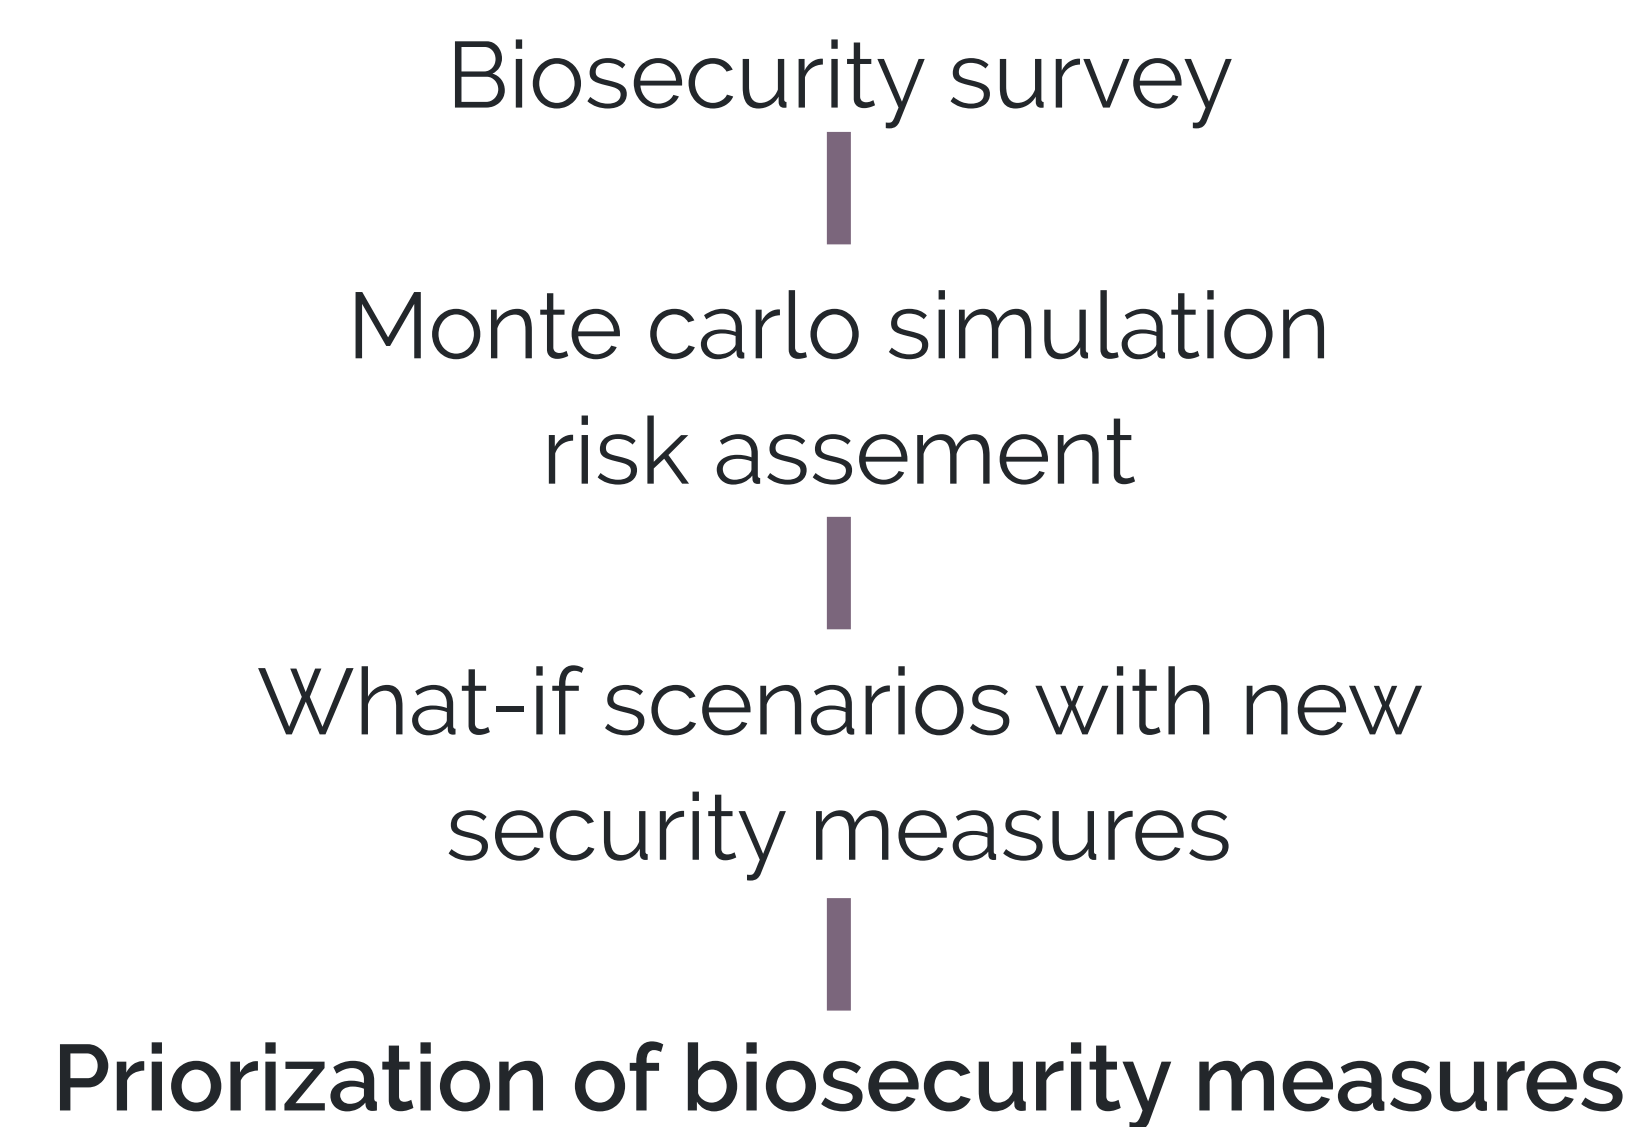 Biosecurity survey
Monte carlo simulation
risk assement
What-if scenarios with new
security measures
Priorization of biosecurity measures